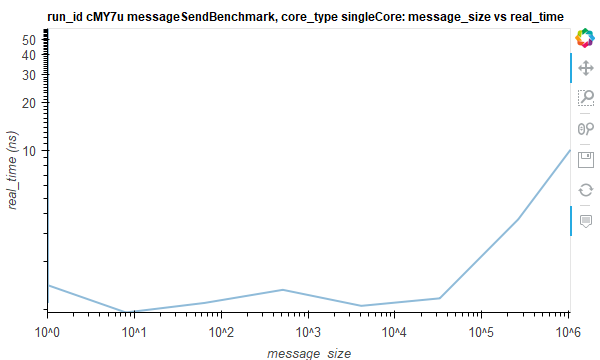 run_id cMY7u messageSendBenchmark, core_type singleCore: message_size vs real_time
50
40
30
20
10
real_time (ns)
10^0 10^1 10^2 10^3 10^4 10^5 10^6
message_size